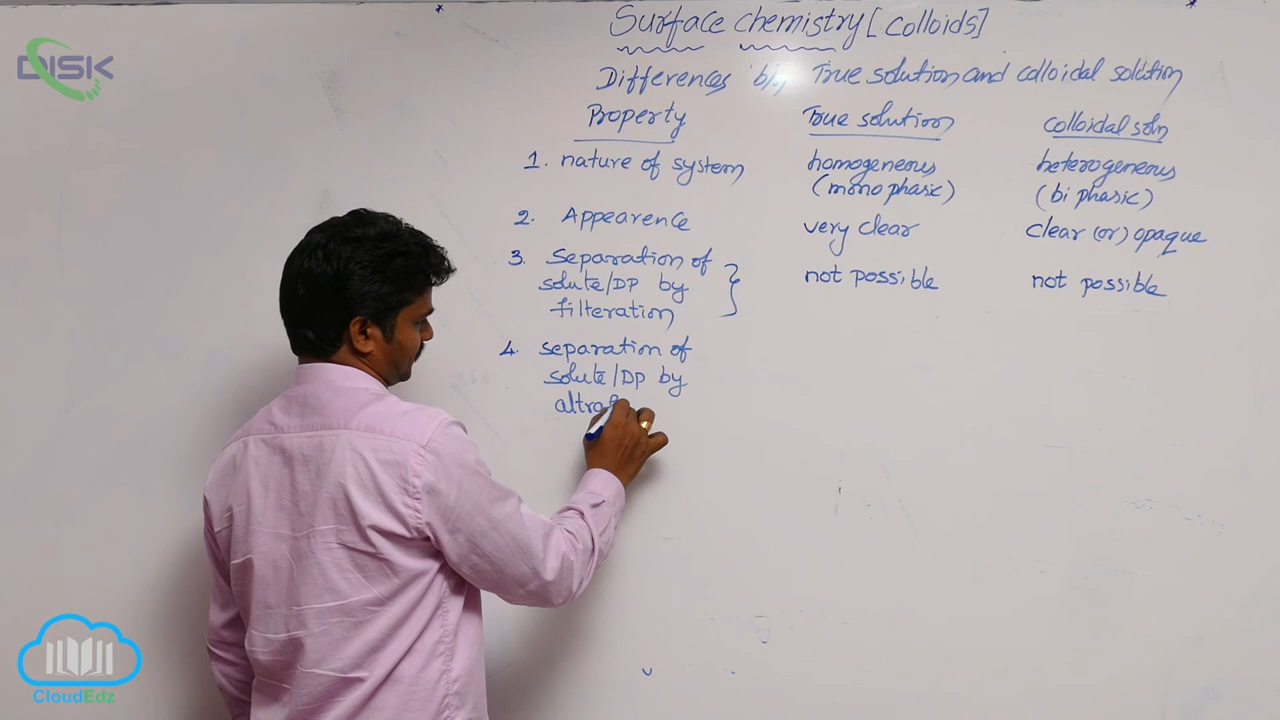 DISK
Surface chemistry [colloids]
Differences b/w True solution and colloidal solution
Property True solution colloidal soln
1. nature of system homogeneous heterogeneous
(mono phasic) (bi phasic)
2. Appearence very clear clear (or) opaque
3. Separation of
solute/DP by not possible not possible
filteration
4. separation of
solute/DP by
altraf
CloudEdz